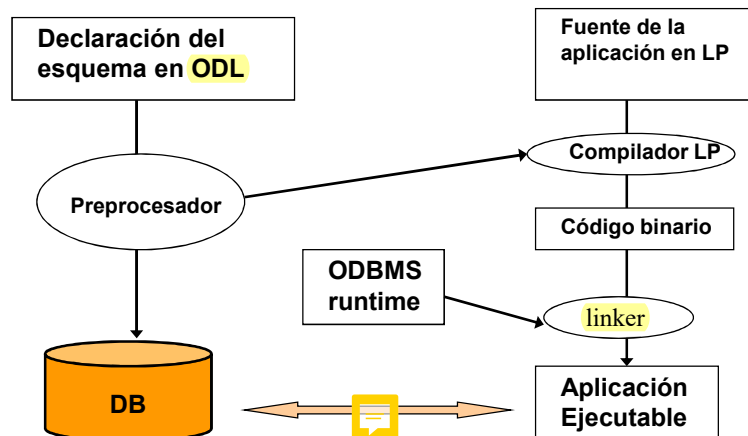 Declaración del
esquema en ODL
Fuente de la
aplicación en LP
Compilador LP
Preprocesador
Código binario
ODBMS
runtime
linker
DB
Aplicación
Ejecutable